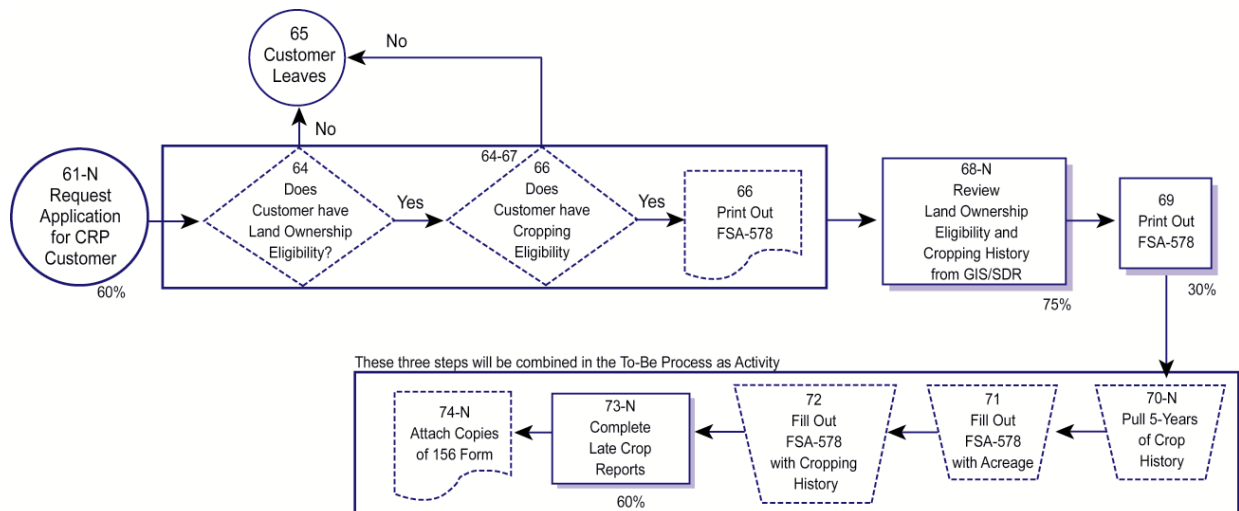 65
Customer
Leaves
No
No
61-N
Request
Application
for CRP
Customer
60%
64
Does
Customer have
Land Ownership
Eligibility?
Yes
64-67
66
Does
Customer have
Cropping
Eligibility
Yes
66
Print Out
FSA-578
68-N
Review
Land Ownership
Eligibility and
Cropping History
from GIS/SDR
75%
69
Print Out
FSA-578
30%
These three steps will be combined in the To-Be Process as Activity
70-N
Pull 5-Years
of Crop
History
71
Fill Out
FSA-578
with Acreage
72
Fill Out
FSA-578
with Cropping
History
73-N
Complete
Late Crop
Reports
60%
74-N
Attach Copies
of 156 Form